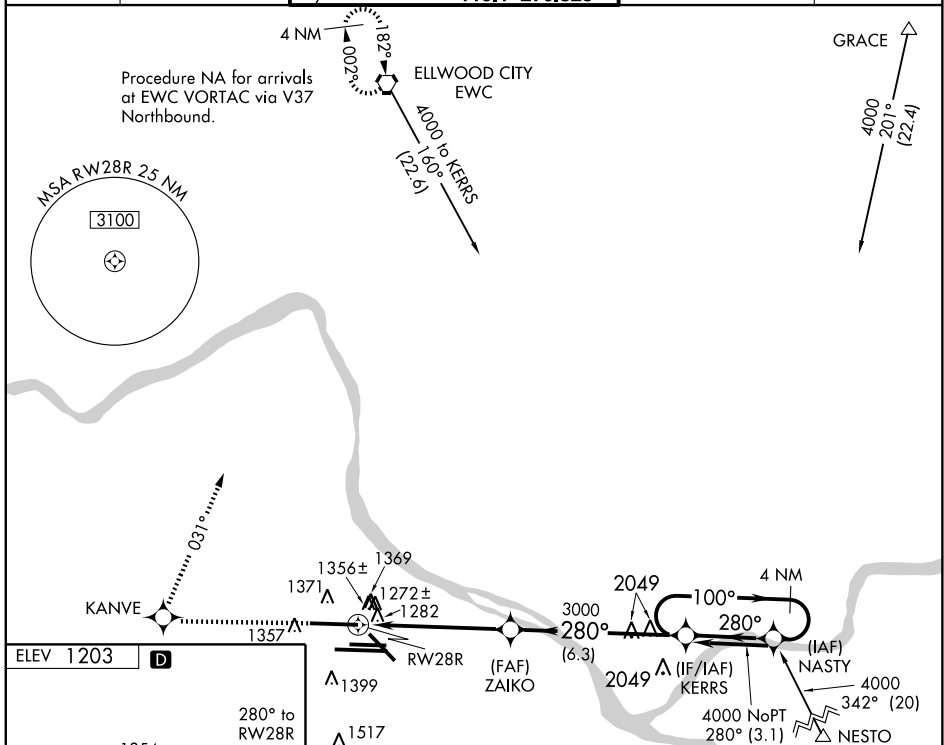 4 NM
182°
002°
ELLWOOD CITY
EWC
GRACE
Procedure NA for arrivals
at EWC VORTAC via V37
Northbound.
4000 to KERRS
160°
(22.6)
4000
201°
(22.4)
MSA RW28R 25 NM
3100
031°
KANVE
1371
1356±
1369
1272±
1282
1357
RW28R
1399
1517
(FAF)
ZAIKO
3000
280°
(6.3)
2049
100°
4 NM
280°
2049
(IF/IAF)
KERRS
(IAF)
NASTY
4000 NoPT
280° (3.1)
4000
342° (20)
NESTO
ELEV 1203
D
280° to
RW28R